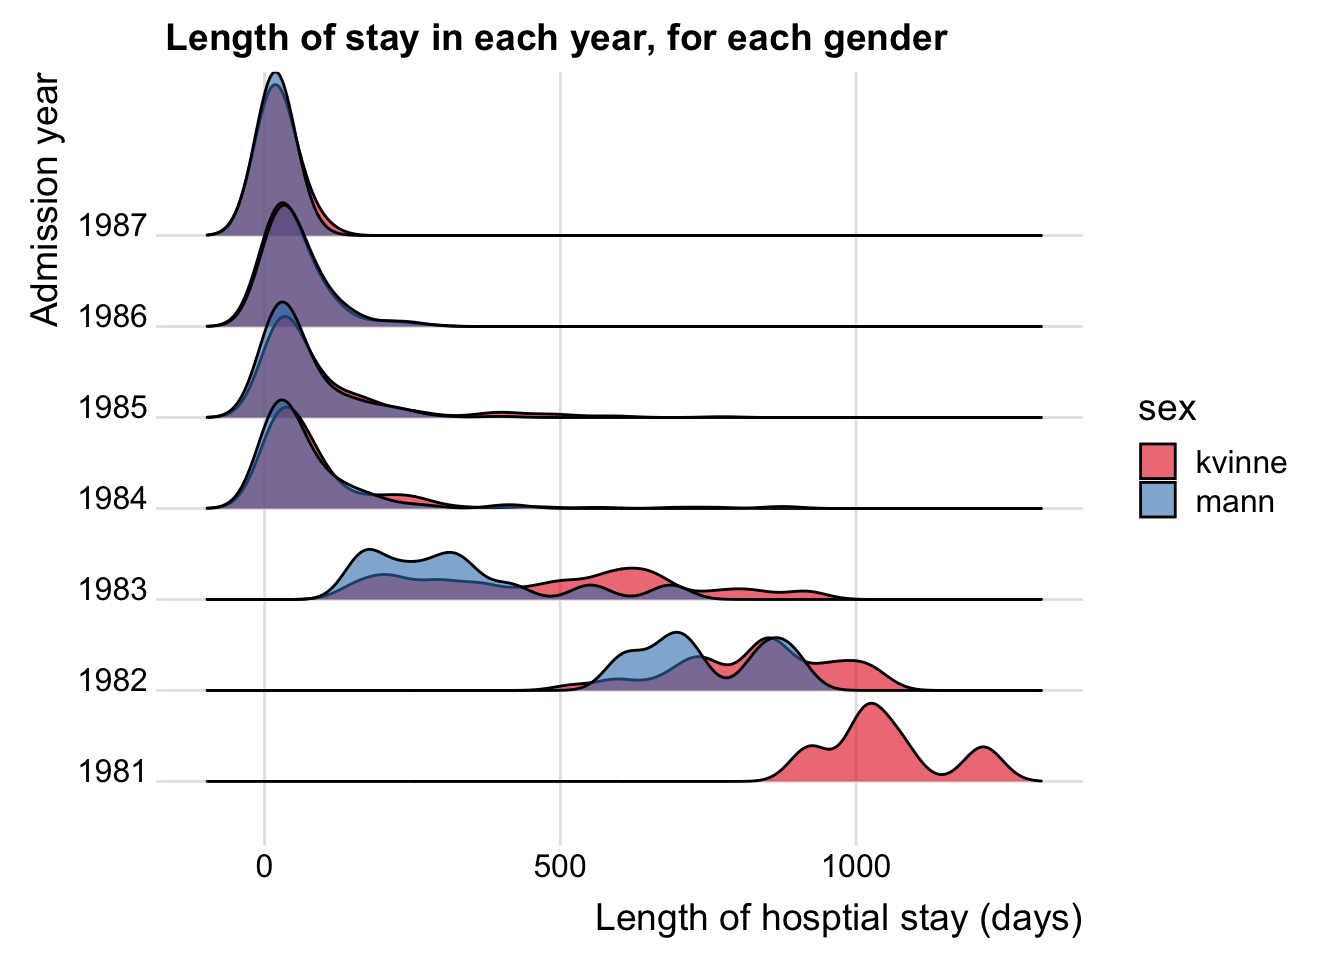 Length of stay in each year, for each gender
Admission year
1987
1986
1985
1984
1983
1982
1981
0 500 1000
Length of hosptial stay (days)
sex
kvinne
mann